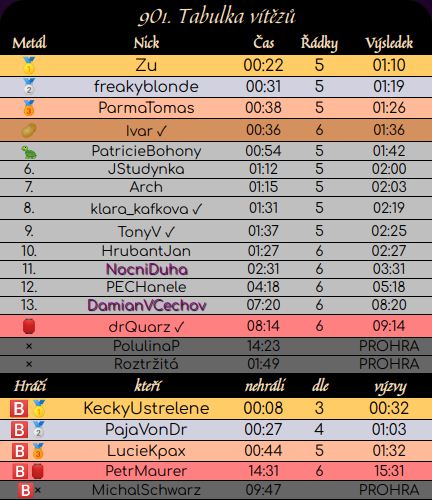 901. Tabulka vítězů
Metál Nick Čas Řádky Výsledek
🥇 Zu 00:22 5 01:10
🥈 freakyblonde 00:31 5 01:19
🥉 ParmaTomas 00:38 5 01:26
🥔 Ivar ✓ 00:36 6 01:36
🐢 PatricieBohony 00:54 5 01:42
6. JStudynka 01:12 5 02:00
7. Arch 01:15 5 02:03
8. klara_kafkova ✓ 01:31 5 02:19
9. TonyV ✓ 01:37 5 02:25
10. HrubantJan 01:27 6 02:27
11. NocniDuha 02:31 6 03:31
12. PECHanele 04:18 6 05:18
13. DamianVCechov 07:20 6 08:20
drQuarz ✓ 08:14 6 09:14
× PolulinaP 14:23 PROHRA
× Roztržitá 01:49 PROHRA
Hráči kteří nehráli dle výzvy
B 🥇 KeckyUstrelene 00:08 3 00:32
B 🥈 PajaVonDr 00:27 4 01:03
B 🥉 LucieKpax 00:44 5 01:32
B PetrMaurer 14:31 6 15:31
B × MichalSchwarz 09:47 PROHRA